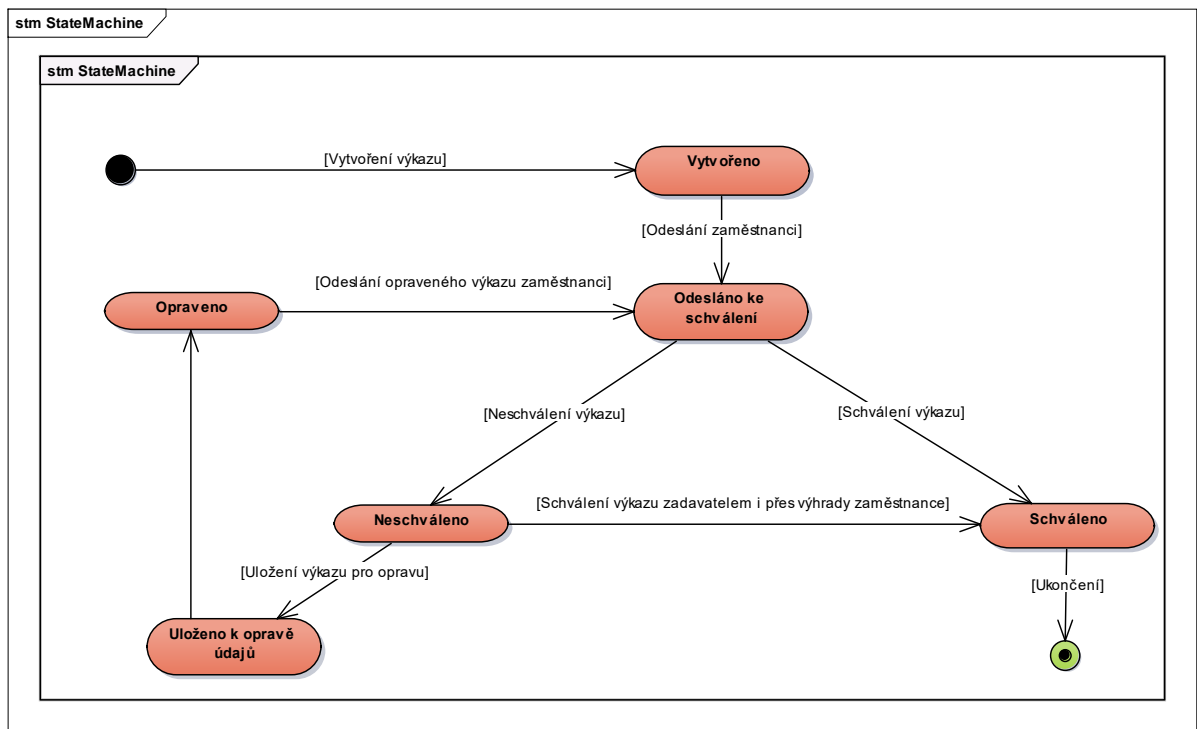 stm StateMachine
stm StateMachine
[Vytvoření výkazu]
Vytvořeno
[Odeslání zaměstnanci]
[Odeslání opraveného výkazu zaměstnanci]
Opraveno
Odesláno ke
schválení
[Neschválení výkazu]
[Schválení výkazu]
[Schválení výkazu zadavatelem i přes výhrady zaměstnance]
Neschváleno
Schváleno
[Uložení výkazu pro opravu]
[Ukončení]
Uloženo k opravě
údajů